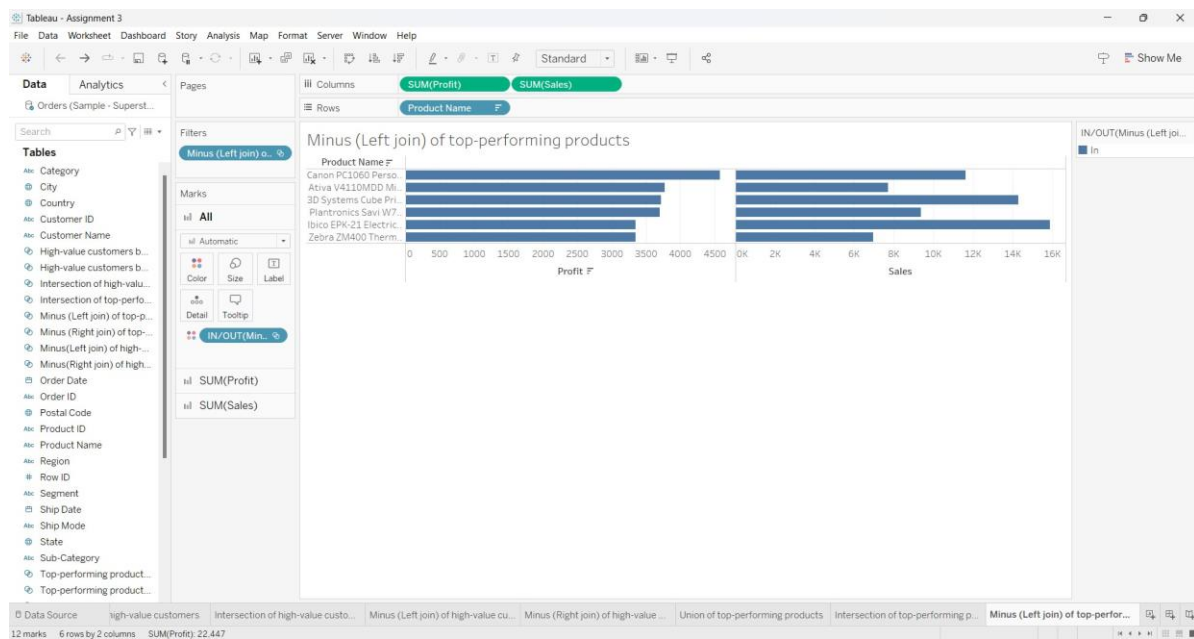 Tableau - Assignment 3
File Data Worksheet Dashboard Story Analysis Map Format Server Window Help
Standard
Show Me
Data Analytics
Orders (Sample - Superst...
Search
Tables
Abc Category
City
Country
Abc Customer ID
Abc Customer Name
High-value customers b...
High-value customers b...
Intersection of high-valu...
Intersection of top-perfo...
Minus (Left join) of top-p...
Minus (Right join) of top-...
Minus(Left join) of high-...
Minus(Right join) of high...
Order Date
Abc Order ID
Postal Code
Abc Product ID
Abc Product Name
Abc Region
# Row ID
Abc Segment
Ship Date
Abc Ship Mode
State
Abc Sub-Category
Top-performing product...
Top-performing product...
Pages
Filters
Minus (Left join) o..
Marks
All
Automatic
Color Size Label
Detail Tooltip
IN/OUT(Min..
SUM(Profit)
SUM(Sales)
Columns SUM(Profit) SUM(Sales)
Rows Product Name
Minus (Left join) of top-performing products
Product Name
Canon PC1060 Perso..
Ativa V4110MDD Mi..
3D Systems Cube Pri..
Plantronics Savi W7..
Ibico EPK-21 Electric..
Zebra ZM400 Therm..
0 500 1000 1500 2000 2500 3000 3500 4000 4500 0K 2K 4K 6K 8K 10K 12K 14K 16K
Profit Sales
IN/OUT(Minus (Left joi...
In
Data Source high-value customers Intersection of high-value custo... Minus (Left join) of high-value cu... Minus (Right join) of high-value ... Union of top-performing products Intersection of top-performing p... Minus (Left join) of top-perfor...
12 marks 6 rows by 2 columns SUM(Profit): 22,447